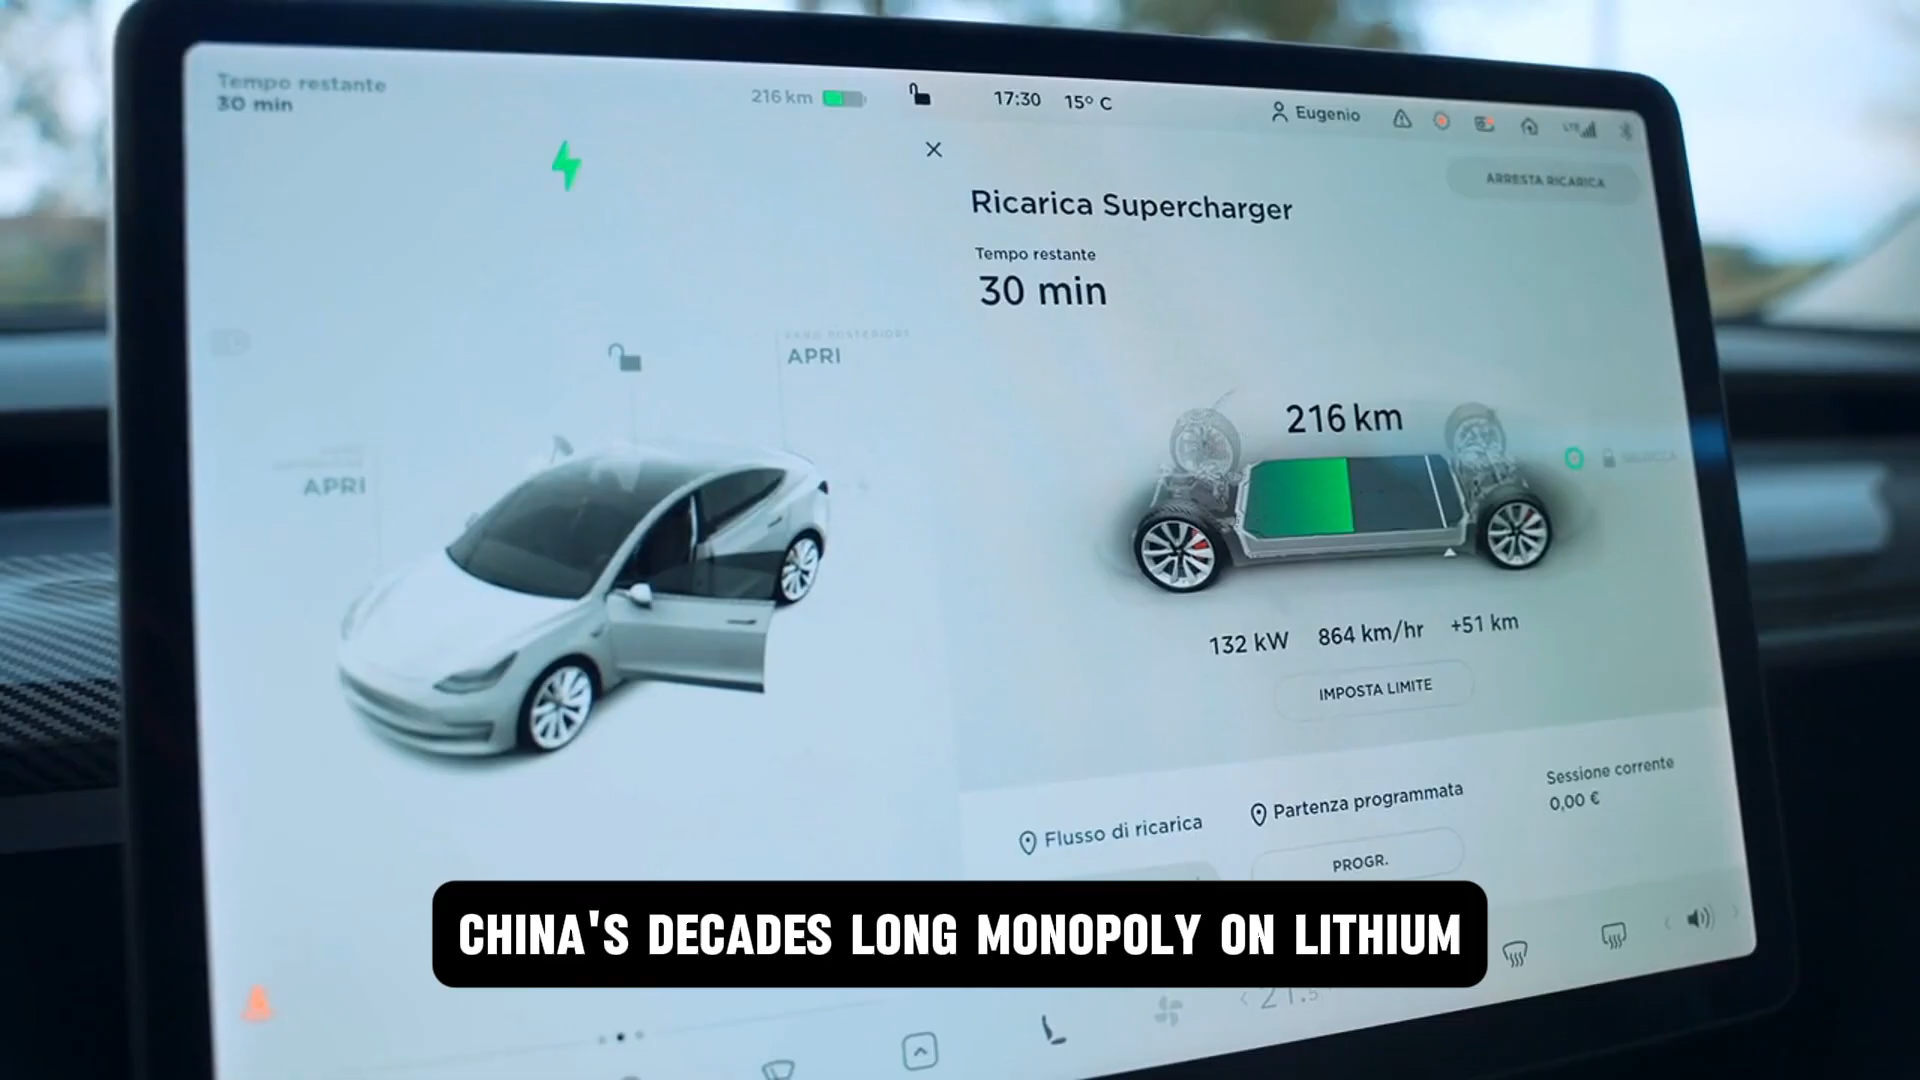 Tempo restante
30 min
216 km
17:30 15° C
Eugenio
LTE
ARRESTA RICARICA
Ricarica Supercharger
Tempo restante
30 min
APRI
APRI
216 km
132 kW 864 km/hr +51 km
IMPOSTA LIMITE
Flusso di ricarica
Partenza programmata
PROGR.
Sessione corrente
0,00 €
CHINA'S DECADES LONG MONOPOLY ON LITHIUM